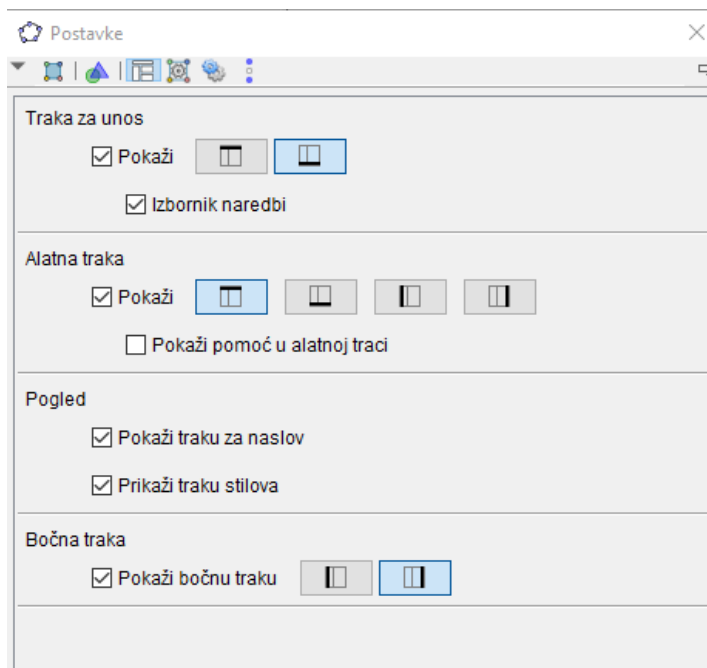 Postavke
Traka za unos
Pokaži
Izbornik naredbi
Alatna traka
Pokaži
Pokaži pomoć u alatnoj traci
Pogled
Pokaži traku za naslov
Prikaži traku stilova
Bočna traka
Pokaži bočnu traku